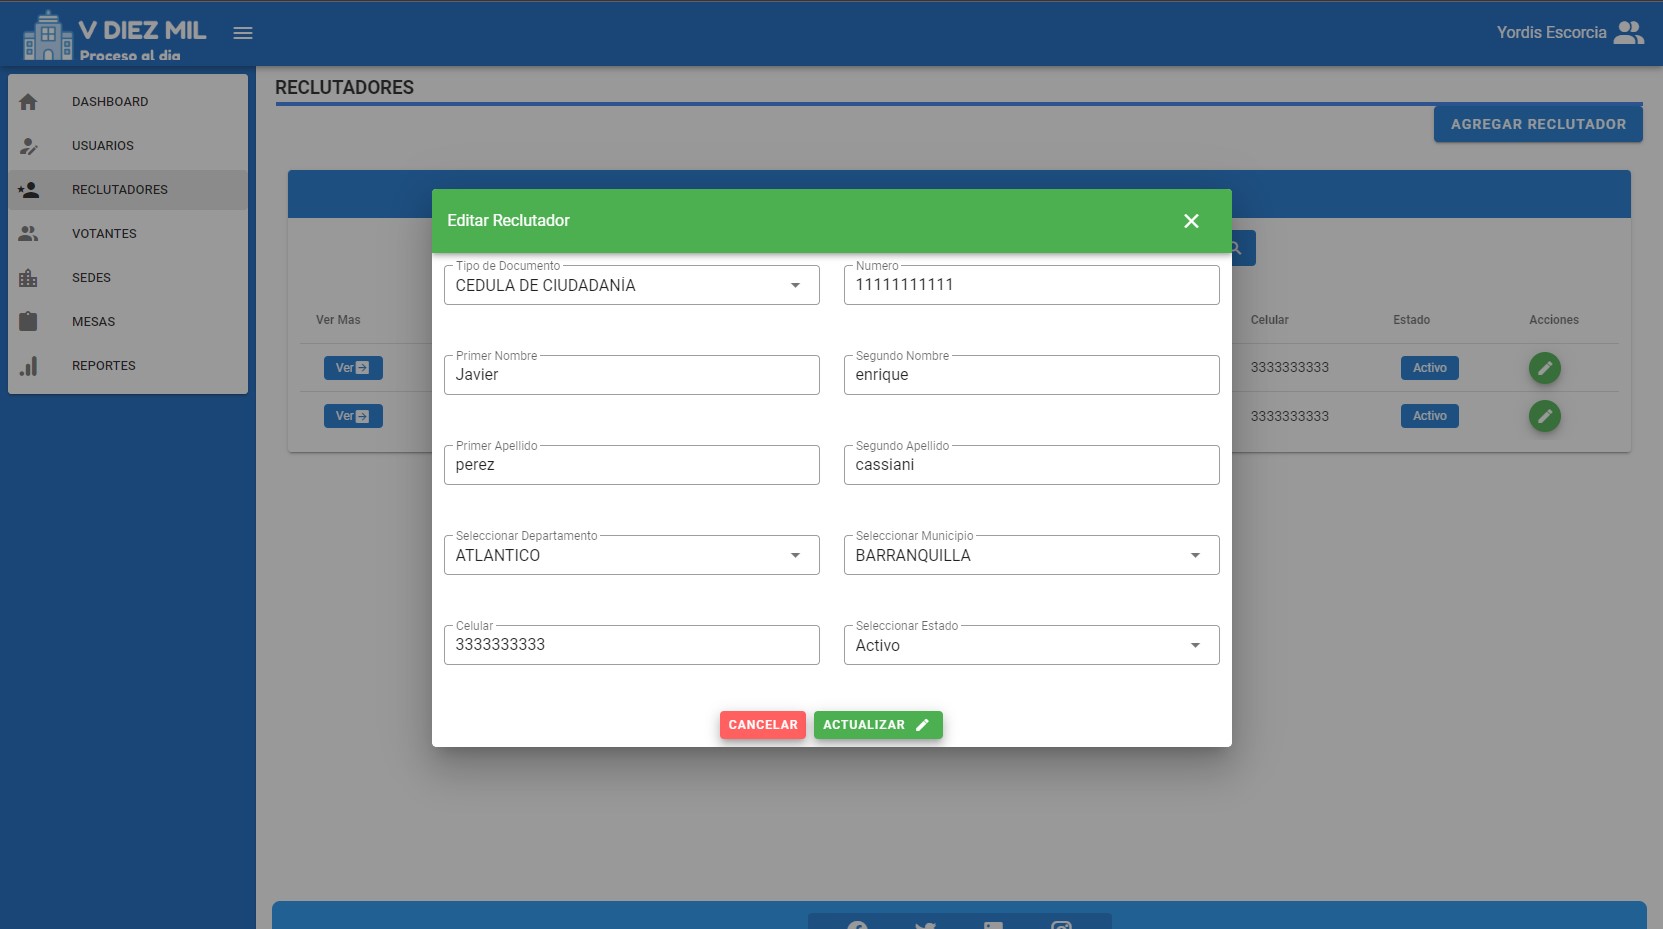 V DIEZ MIL
Proceso al dia
Yordis Escorcia
DASHBOARD
USUARIOS
RECLUTADORES
VOTANTES
SEDES
MESAS
REPORTES
RECLUTADORES
AGREGAR RECLUTADOR
Ver Mas
Celular
Estado
Acciones
Ver
3333333333
Activo
Ver
3333333333
Activo
Editar Reclutador
Tipo de Documento
CEDULA DE CIUDADANÍA
Numero
11111111111
Primer Nombre
Javier
Segundo Nombre
enrique
Primer Apellido
perez
Segundo Apellido
cassiani
Seleccionar Departamento
ATLANTICO
Seleccionar Municipio
BARRANQUILLA
Celular
3333333333
Seleccionar Estado
Activo
CANCELAR
ACTUALIZAR